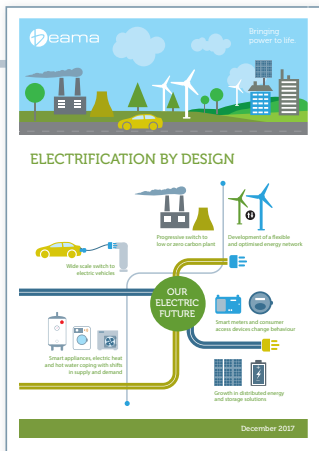 beama
Bringing
power to life.
ELECTRIFICATION BY DESIGN
Progressive switch to
low or zero carbon plant
Development of a flexible
and optimised energy network
Wide scale switch to
electric vehicles
OUR
ELECTRIC
FUTURE
Smart meters and consumer
access devices change behaviour
Smart appliances, electric heat
and hot water coping with shifts
in supply and demand
Growth in distributed energy
and storage solutions
December 2017